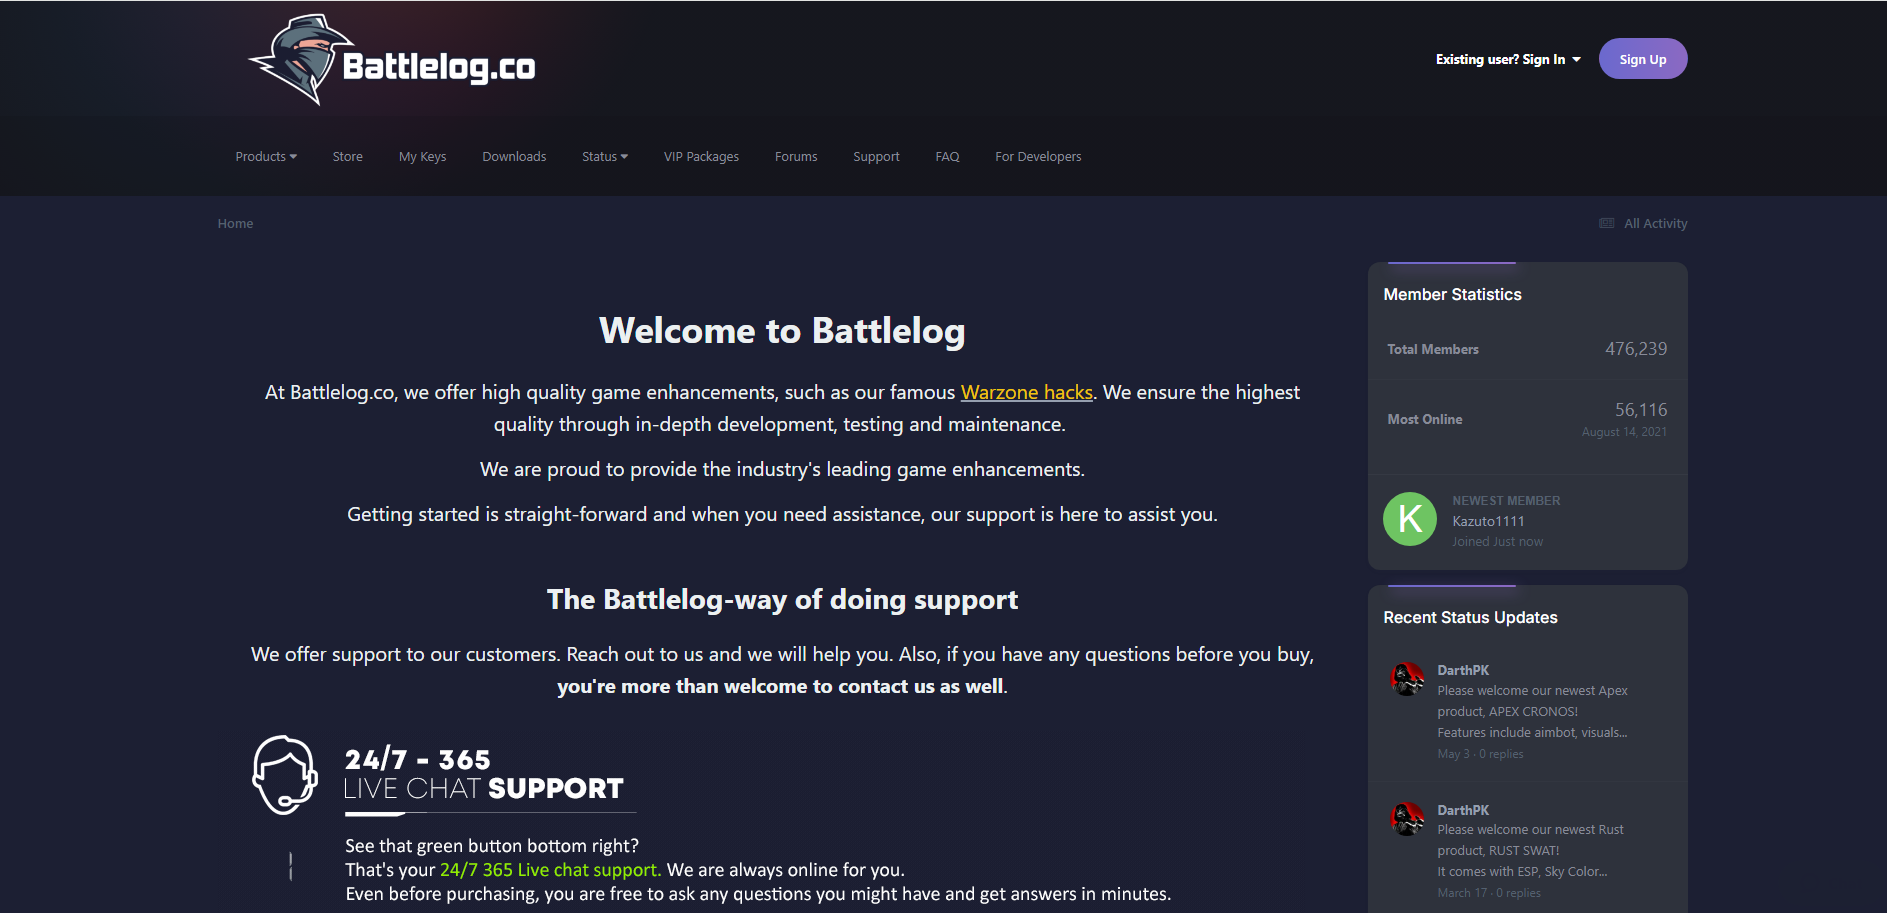 Battlelog.co
Existing user? Sign In
Sign Up
Products
Store
My Keys
Downloads
Status
VIP Packages
Forums
Support
FAQ
For Developers
Home
All Activity
Welcome to Battlelog
At Battlelog.co, we offer high quality game enhancements, such as our famous Warzone hacks. We ensure the highest
quality through in-depth development, testing and maintenance.
We are proud to provide the industry's leading game enhancements.
Getting started is straight-forward and when you need assistance, our support is here to assist you.
The Battlelog-way of doing support
We offer support to our customers. Reach out to us and we will help you. Also, if you have any questions before you buy,
you're more than welcome to contact us as well.
24/7 - 365
LIVE CHAT SUPPORT
See that green button bottom right?
That's your 24/7 365 Live chat support. We are always online for you.
Even before purchasing, you are free to ask any questions you might have and get answers in minutes.
Member Statistics
Total Members 476,239
Most Online 56,116
August 14, 2021
K
NEWEST MEMBER
Kazuto1111
Joined Just now
Recent Status Updates
DarthPK
Please welcome our newest Apex
product, APEX CRONOS!
Features include aimbot, visuals...
May 3 · 0 replies
DarthPK
Please welcome our newest Rust
product, RUST SWAT!
It comes with ESP, Sky Color...
March 17 · 0 replies